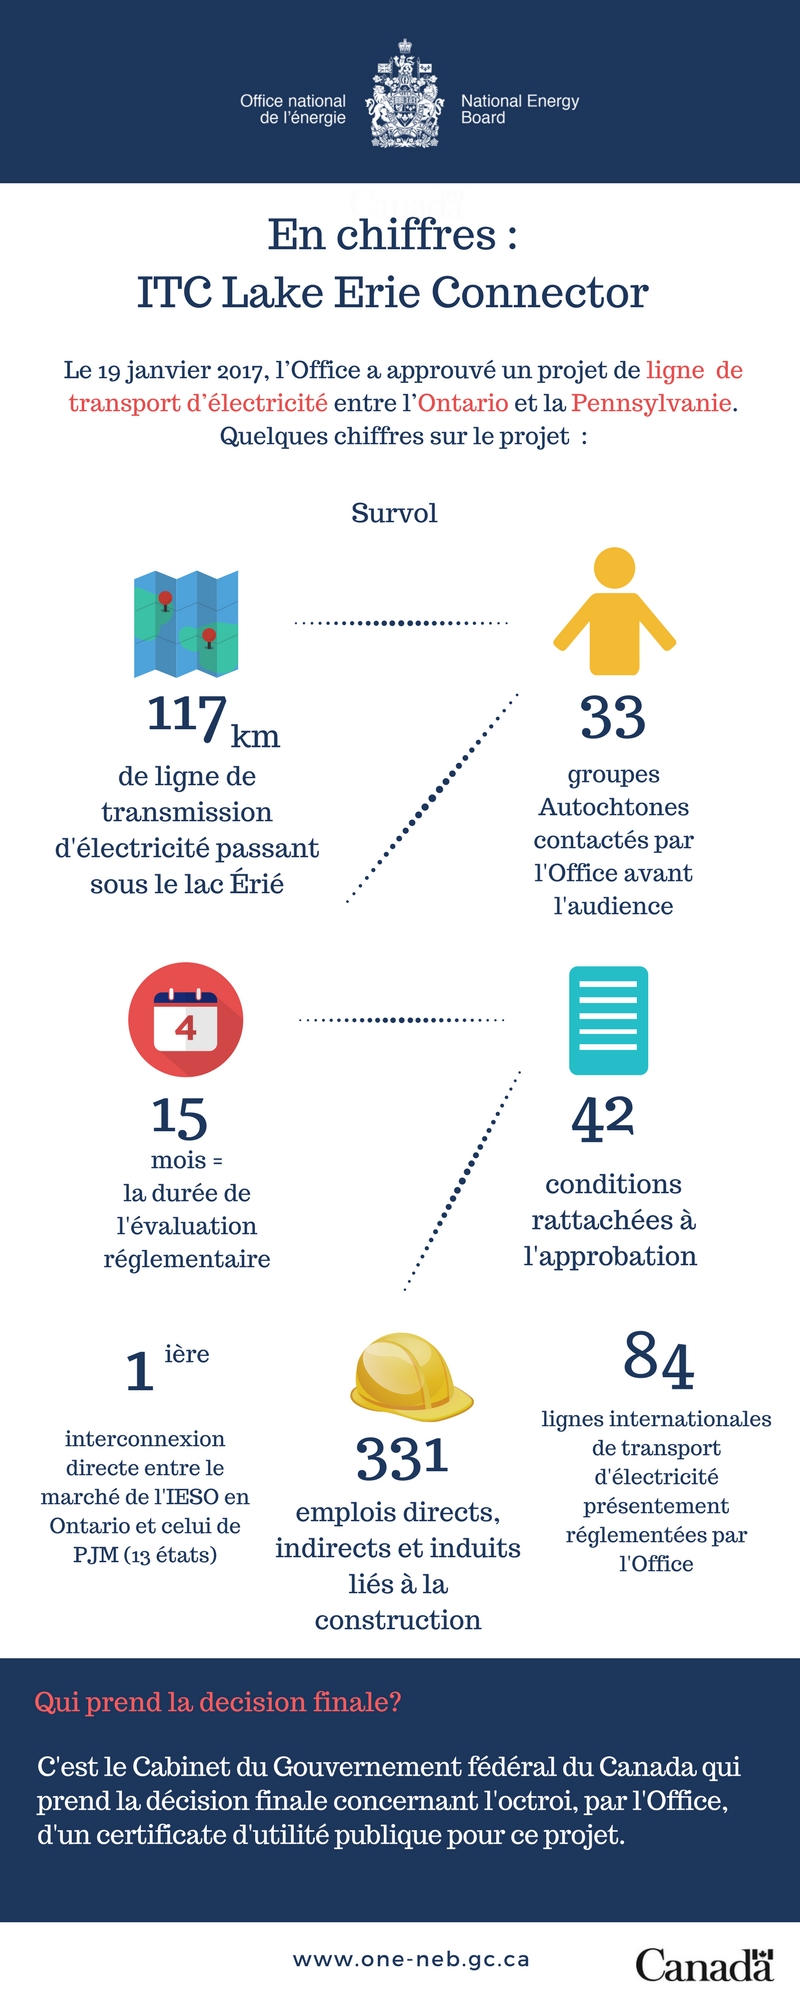 Office national
de l'énergie
National Energy
Board
En chiffres :
ITC Lake Erie Connector
Le 19 janvier 2017, l’Office a approuvé un projet de ligne de
transport d’électricité entre l’Ontario et la Pennsylvanie.
Quelques chiffres sur le projet :
Survol
117 km
de ligne de
transmission
d'électricité passant
sous le lac Érié
33
groupes
Autochtones
contactés par
l'Office avant
l'audience
4
15
mois =
la durée de
l'évaluation
réglementaire
42
conditions
rattachées à
l'approbation
1 ière
interconnexion
directe entre le
marché de l'IESO en
Ontario et celui de
PJM (13 états)
331
emplois directs,
indirects et induits
liés à la
construction
84
lignes internationales
de transport
d'électricité
présentement
réglementées par
l'Office
Qui prend la decision finale?
C'est le Cabinet du Gouvernement fédéral du Canada qui
prend la décision finale concernant l'octroi, par l'Office,
d'un certificate d'utilité publique pour ce projet.
www.one-neb.gc.ca
Canada